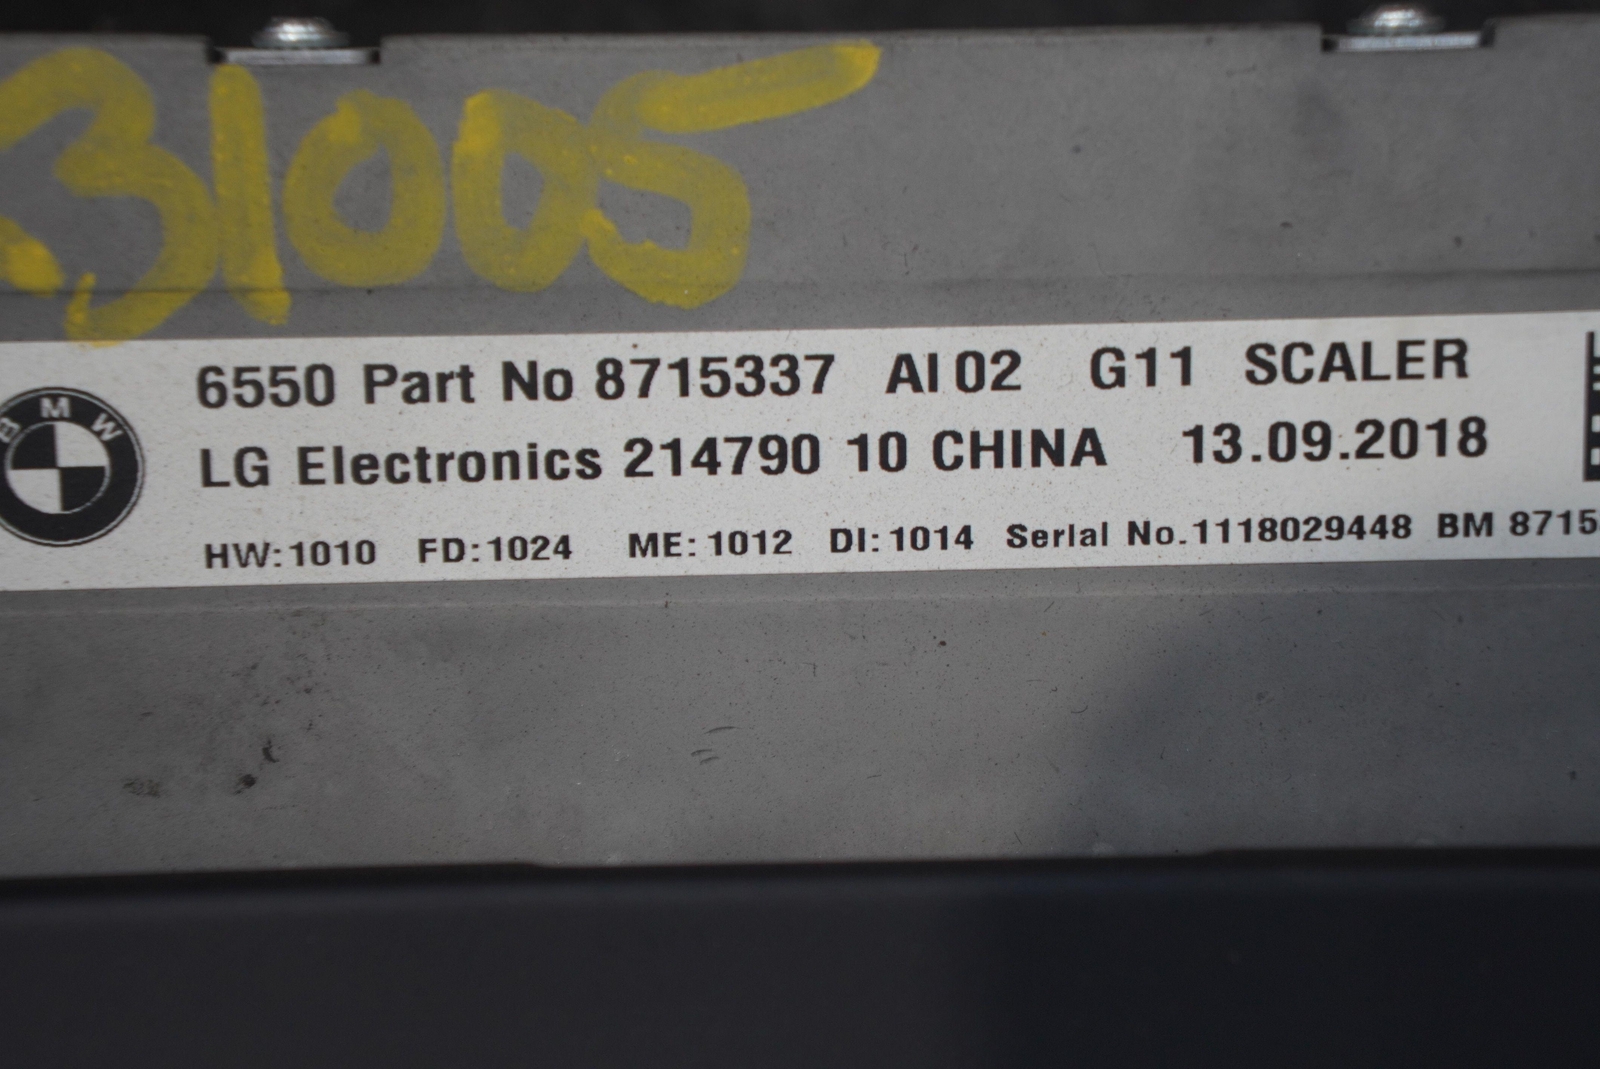 31005
6550 Part No 8715337 AI 02 G11 SCALER
BMW
LG Electronics 214790 10 CHINA 13.09.2018
HW:1010 FD:1024 ME:1012 DI:1014 Serial No.1118029448 BM 8715